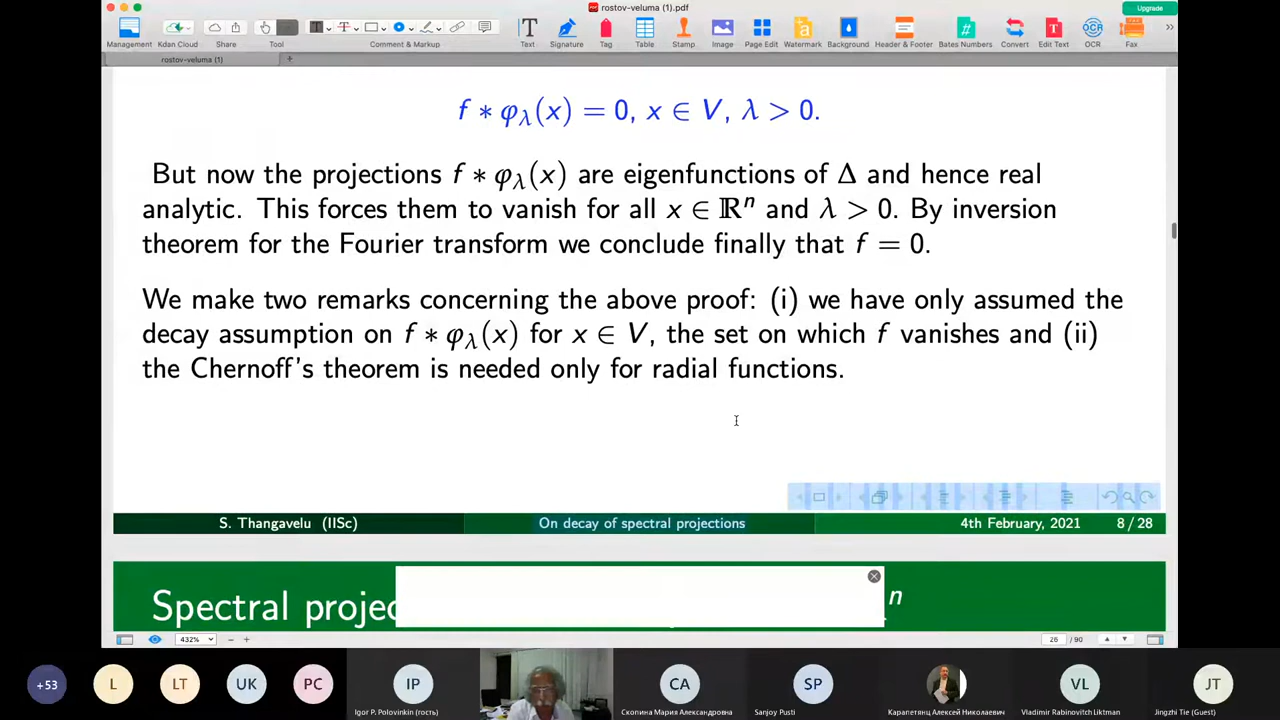 rostov-veluma (1).pdf
Upgrade
Management Kdan Cloud Share Tool Comment & Markup Text Signature Tag Table Stamp Image Page Edit Watermark Background Header & Footer Bates Numbers Convert Edit Text OCR Fax
rostov-veluma (1)
f ∗ φλ(x) = 0, x ∈ V, λ > 0.
But now the projections f ∗ φλ(x) are eigenfunctions of Δ and hence real
analytic. This forces them to vanish for all x ∈ ℝⁿ and λ > 0. By inversion
theorem for the Fourier transform we conclude finally that f = 0.
We make two remarks concerning the above proof: (i) we have only assumed the
decay assumption on f ∗ φλ(x) for x ∈ V, the set on which f vanishes and (ii)
the Chernoff's theorem is needed only for radial functions.
S. Thangavelu (IISc) On decay of spectral projections 4th February, 2021 8 / 28
Spectral projec n
432% 26 / 90
+53 L LT UK PC IP CA SP VL JT
Igor P. Polovinkin (гость) Скопина Мария Александровна Sanjoy Pusti Карапетянц Алексей Николаевич Vladimir Rabinovitch Liktman Jingzhi Tie (Guest)